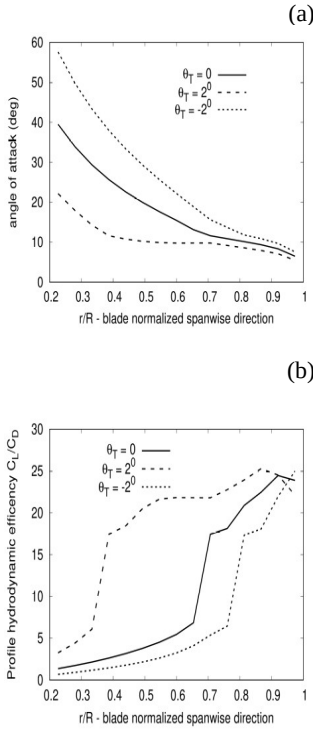 (a)
60
50
40
30
20
10
0
angle of attack (deg)
θT = 0
θT = 2⁰
θT = -2⁰
0.2 0.3 0.4 0.5 0.6 0.7 0.8 0.9 1
r/R - blade normalized spanwise direction
(b)
30
25
20
15
10
5
0
Profile hydrodynamic efficency CL/CD
θT = 0
θT = 2⁰
θT = -2⁰
0.2 0.3 0.4 0.5 0.6 0.7 0.8 0.9 1
r/R - blade normalized spanwise direction